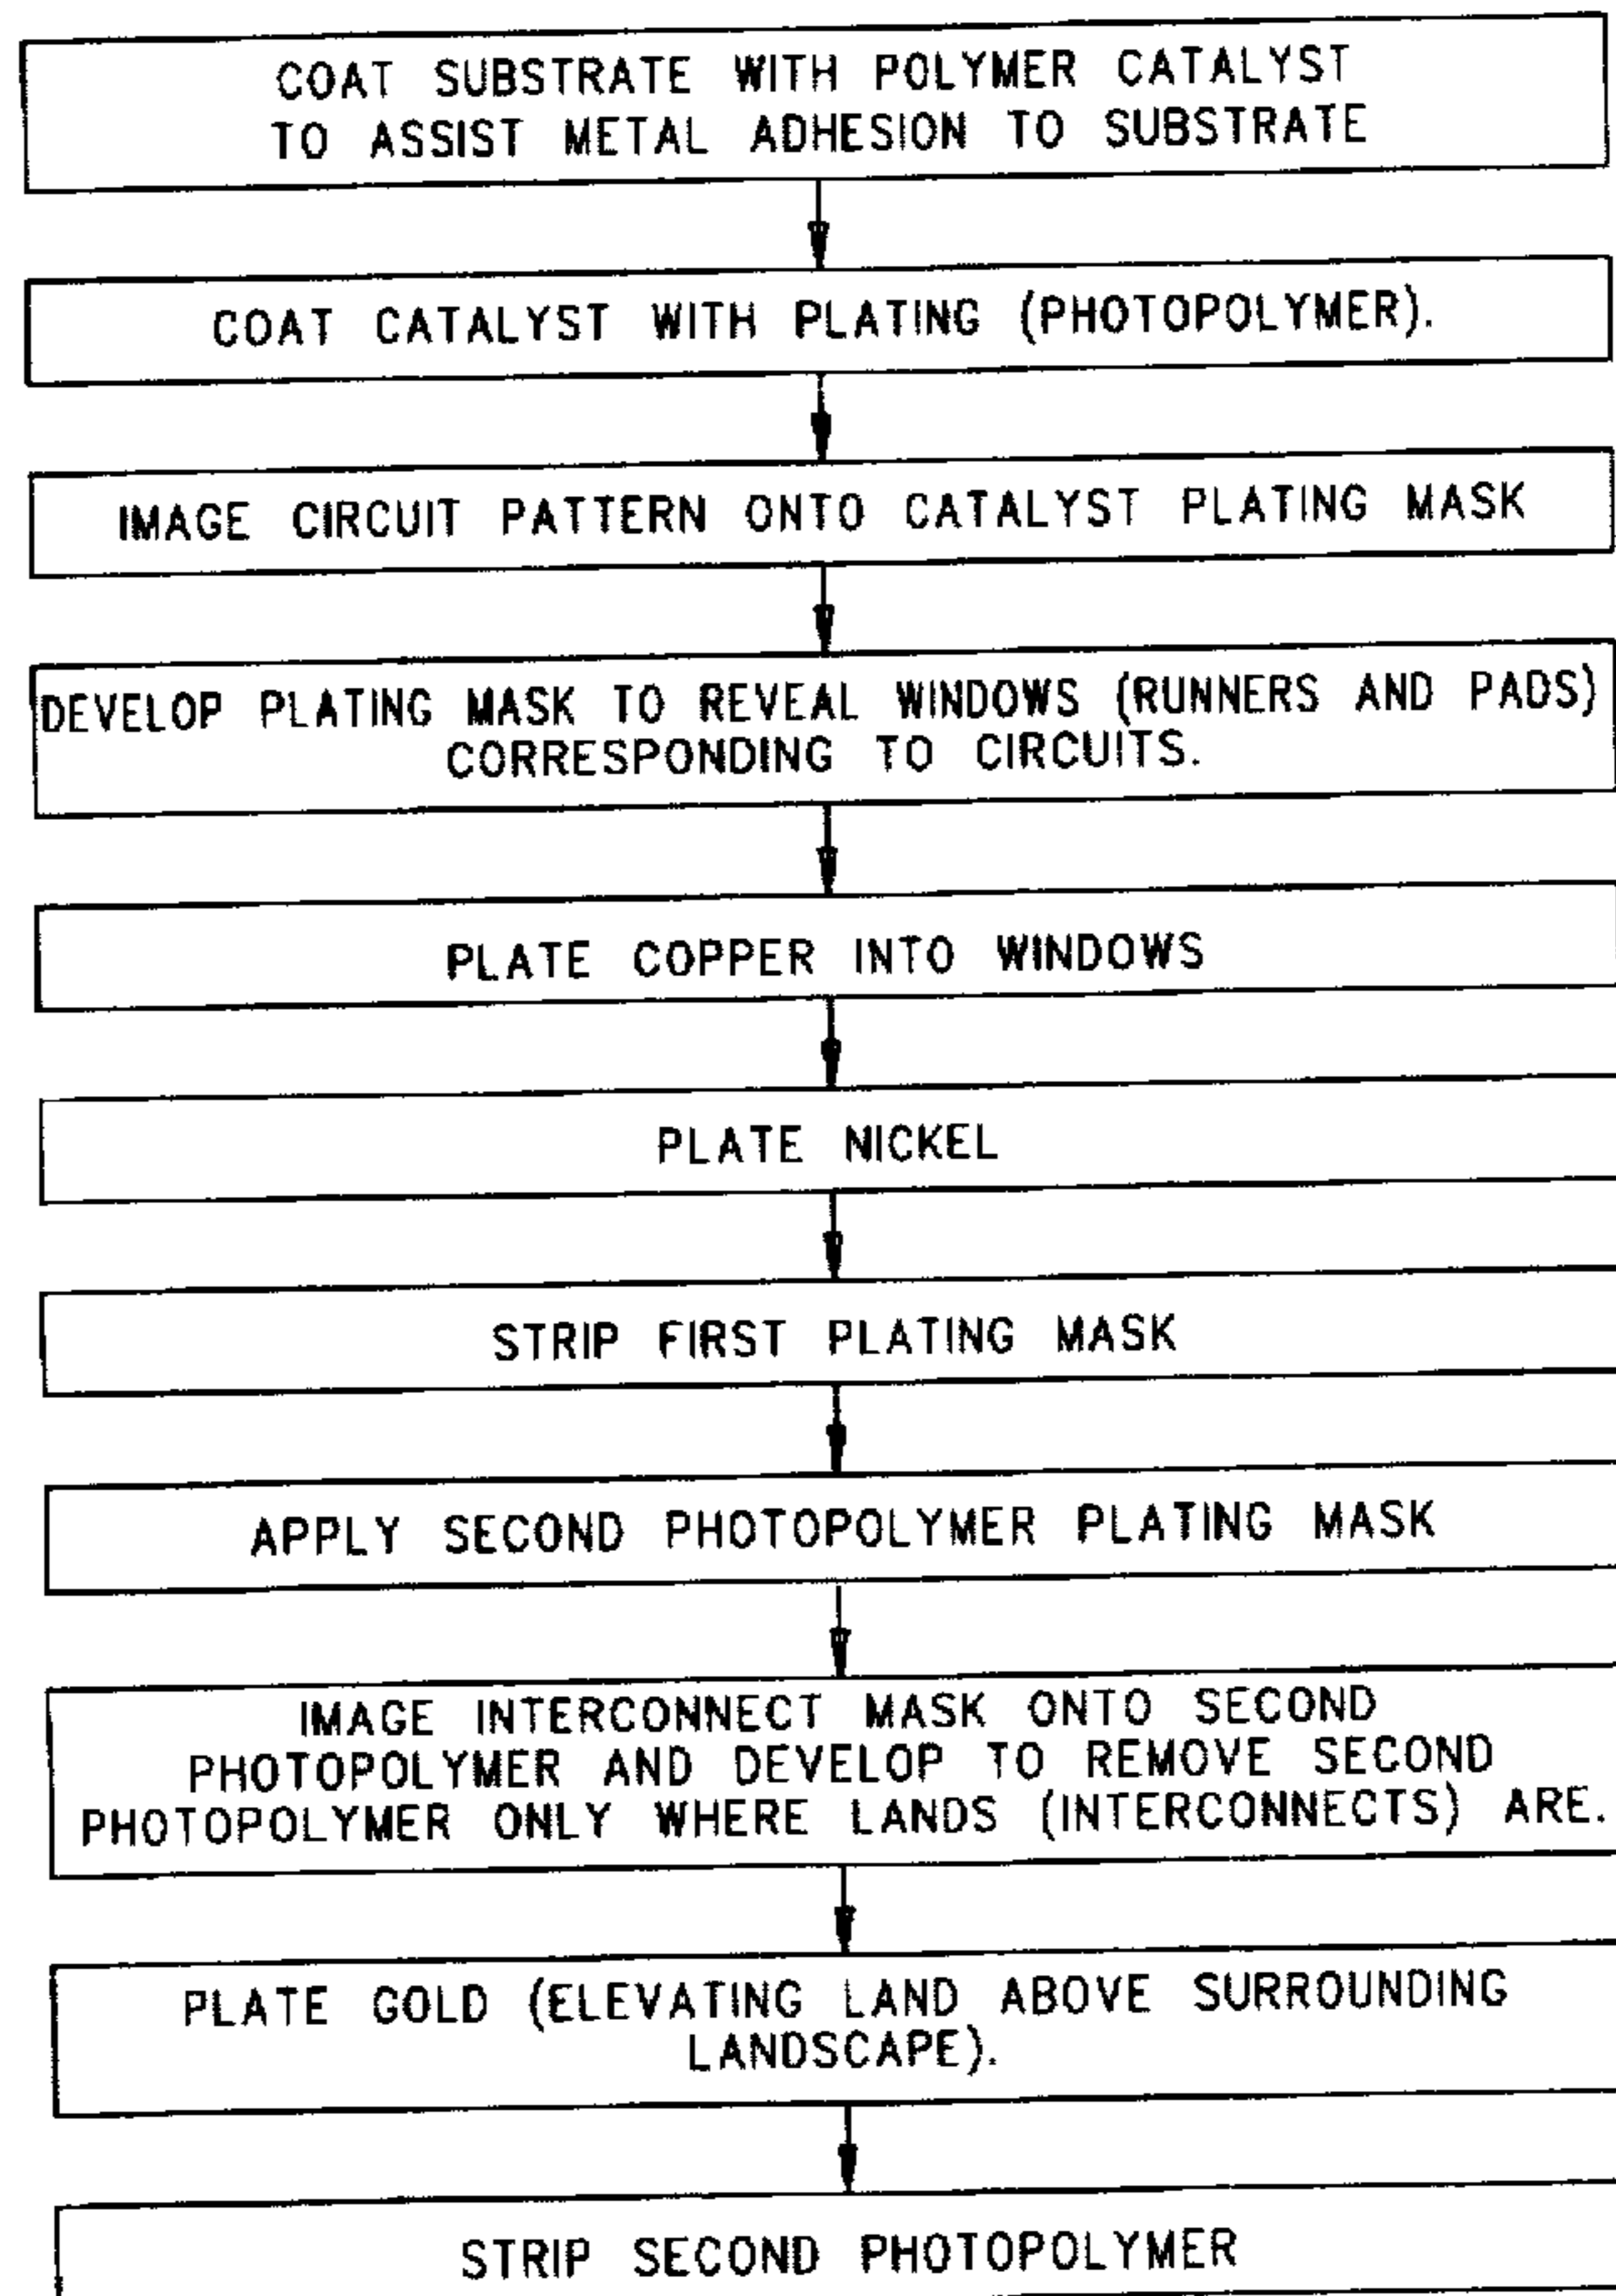 COAT SUBSTRATE WITH POLYMER CATALYST
TO ASSIST METAL ADHESION TO SUBSTRATE
COAT CATALYST WITH PLATING (PHOTOPOLYMER).
IMAGE CIRCUIT PATTERN ONTO CATALYST PLATING MASK
DEVELOP PLATING MASK TO REVEAL WINDOWS (RUNNERS AND PADS)
CORRESPONDING TO CIRCUITS.
PLATE COPPER INTO WINDOWS
PLATE NICKEL
STRIP FIRST PLATING MASK
APPLY SECOND PHOTOPOLYMER PLATING MASK
IMAGE INTERCONNECT MASK ONTO SECOND
PHOTOPOLYMER AND DEVELOP TO REMOVE SECOND
PHOTOPOLYMER ONLY WHERE LANDS (INTERCONNECTS) ARE.
PLATE GOLD (ELEVATING LAND ABOVE SURROUNDING
LANDSCAPE).
STRIP SECOND PHOTOPOLYMER